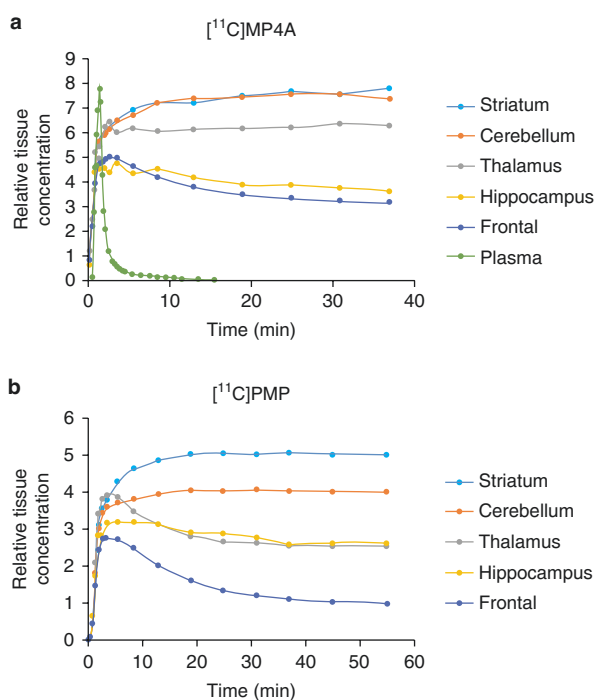 a
[¹¹C]MP4A
Relative tissue
concentration
9
8
7
6
5
4
3
2
1
0
0 10 20 30 40
Time (min)
Striatum
Cerebellum
Thalamus
Hippocampus
Frontal
Plasma
b
[¹¹C]PMP
Relative tissue
concentration
6
5
4
3
2
1
0
0 10 20 30 40 50 60
Time (min)
Striatum
Cerebellum
Thalamus
Hippocampus
Frontal